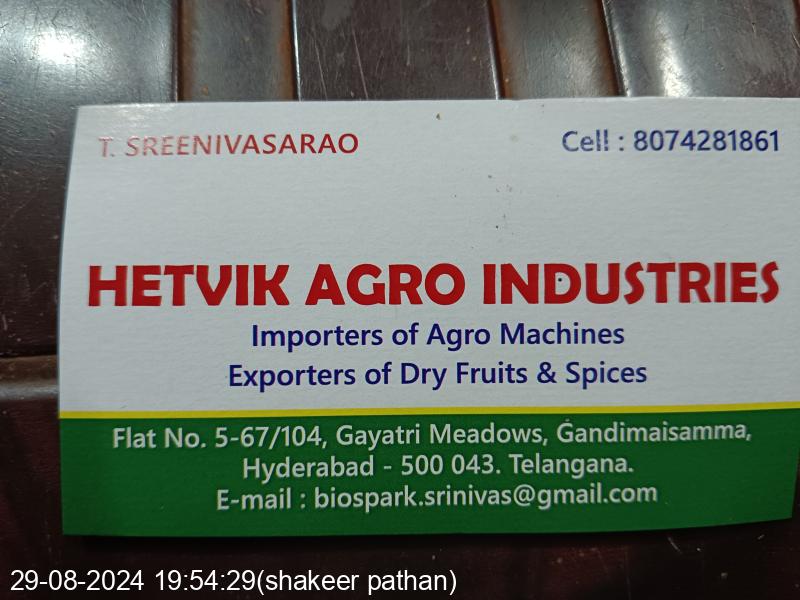 T. SREENIVASARAO
Cell : 8074281861
HETVIK AGRO INDUSTRIES
Importers of Agro Machines
Exporters of Dry Fruits & Spices
Flat No. 5-67/104, Gayatri Meadows, Gandimaisamma,
Hyderabad - 500 043. Telangana.
E-mail : biospark.srinivas@gmail.com
29-08-2024 19:54:29(shakeer pathan)